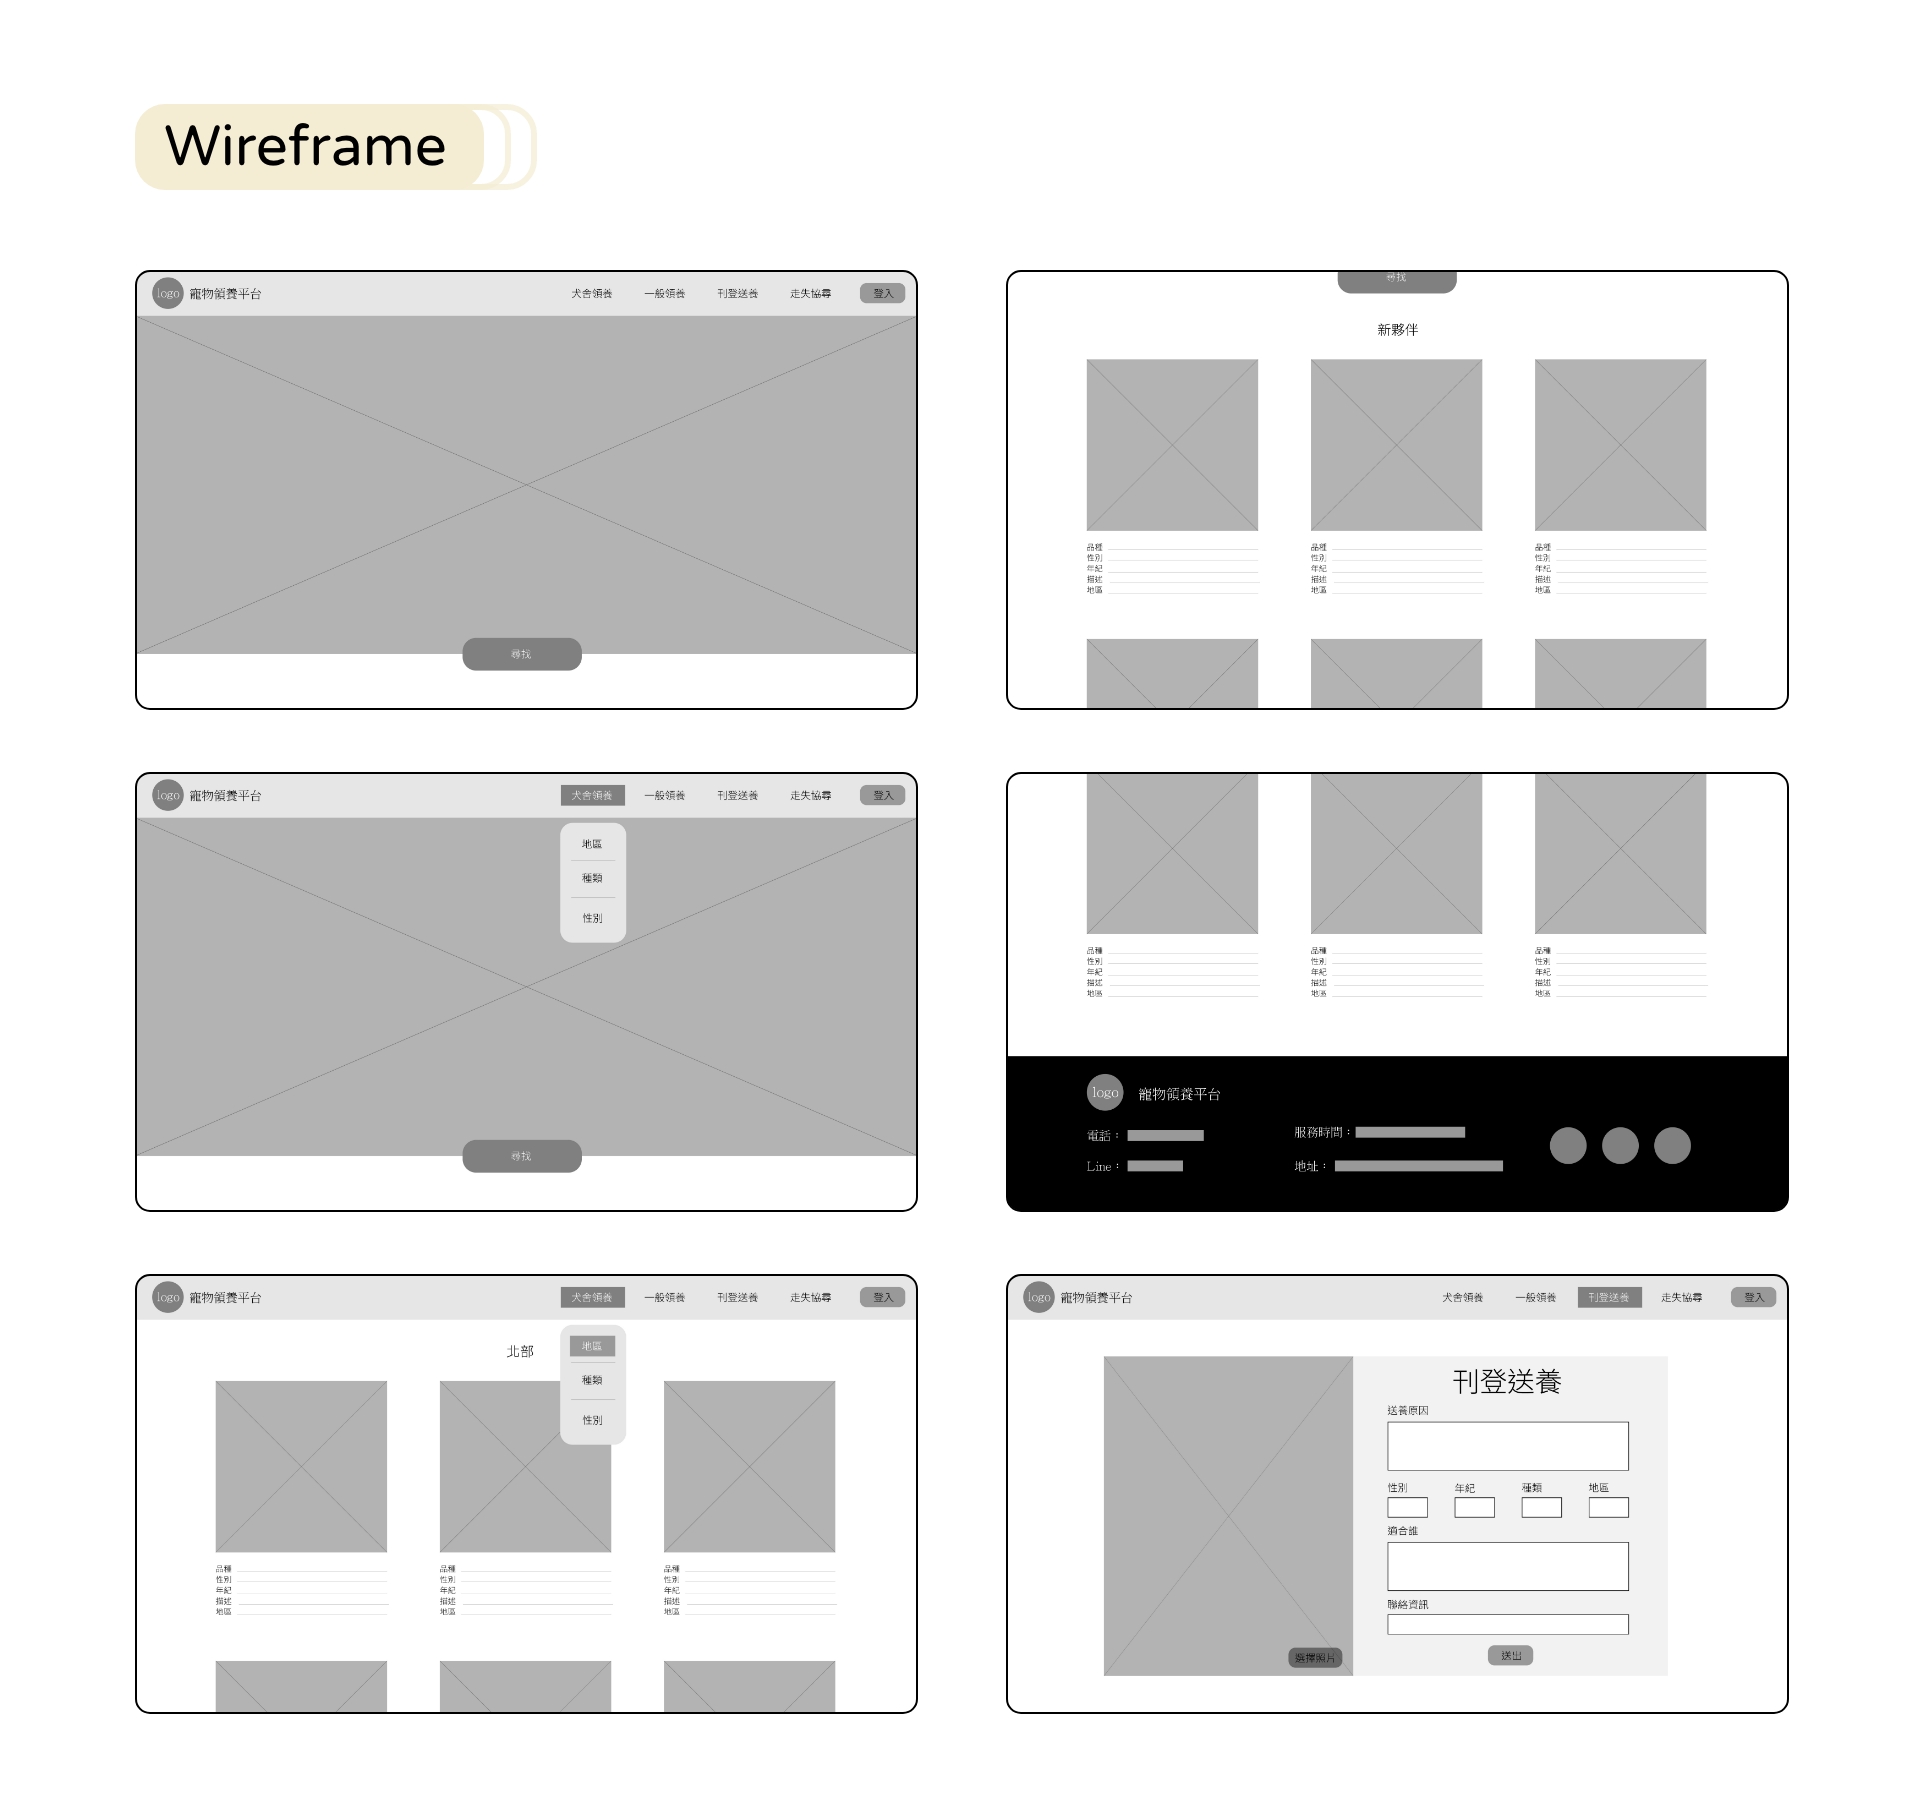 Wireframe
logo 寵物領養平台 犬舍領養 一般領養 刊登送養 走失協尋 登入
尋找
尋找
新夥伴
品種 品種 品種
性別 性別 性別
年紀 年紀 年紀
描述 描述 描述
地區 地區 地區
logo 寵物領養平台 犬舍領養 一般領養 刊登送養 走失協尋 登入
地區
種類
性別
尋找
品種 品種 品種
性別 性別 性別
年紀 年紀 年紀
描述 描述 描述
地區 地區 地區
logo 寵物領養平台
電話： 服務時間：
Line： 地址：
logo 寵物領養平台 犬舍領養 一般領養 刊登送養 走失協尋 登入
北部
地區
種類
性別
品種 品種 品種
性別 性別 性別
年紀 年紀 年紀
描述 描述 描述
地區 地區 地區
logo 寵物領養平台 犬舍領養 一般領養 刊登送養 走失協尋 登入
刊登送養
送養原因
性別 年紀 種類 地區
適合誰
聯絡資訊
選擇照片
送出